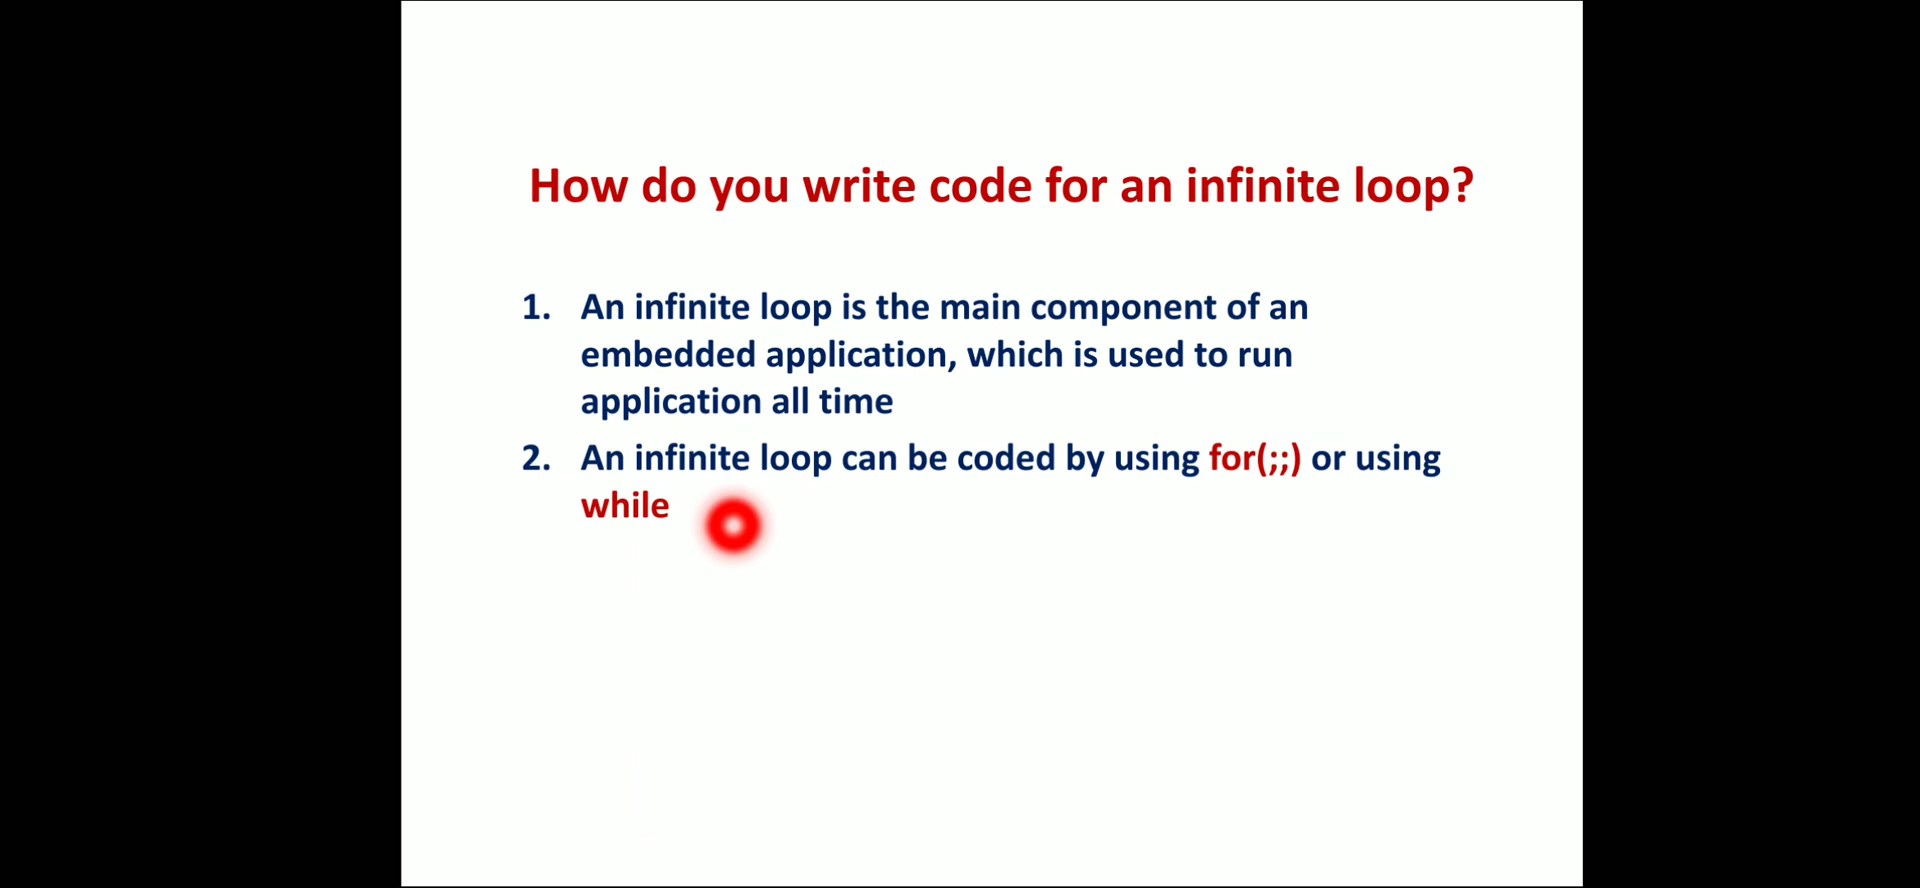 How do you write code for an infinite loop?
1. An infinite loop is the main component of an
embedded application, which is used to run
application all time
2. An infinite loop can be coded by using for(;;) or using
while